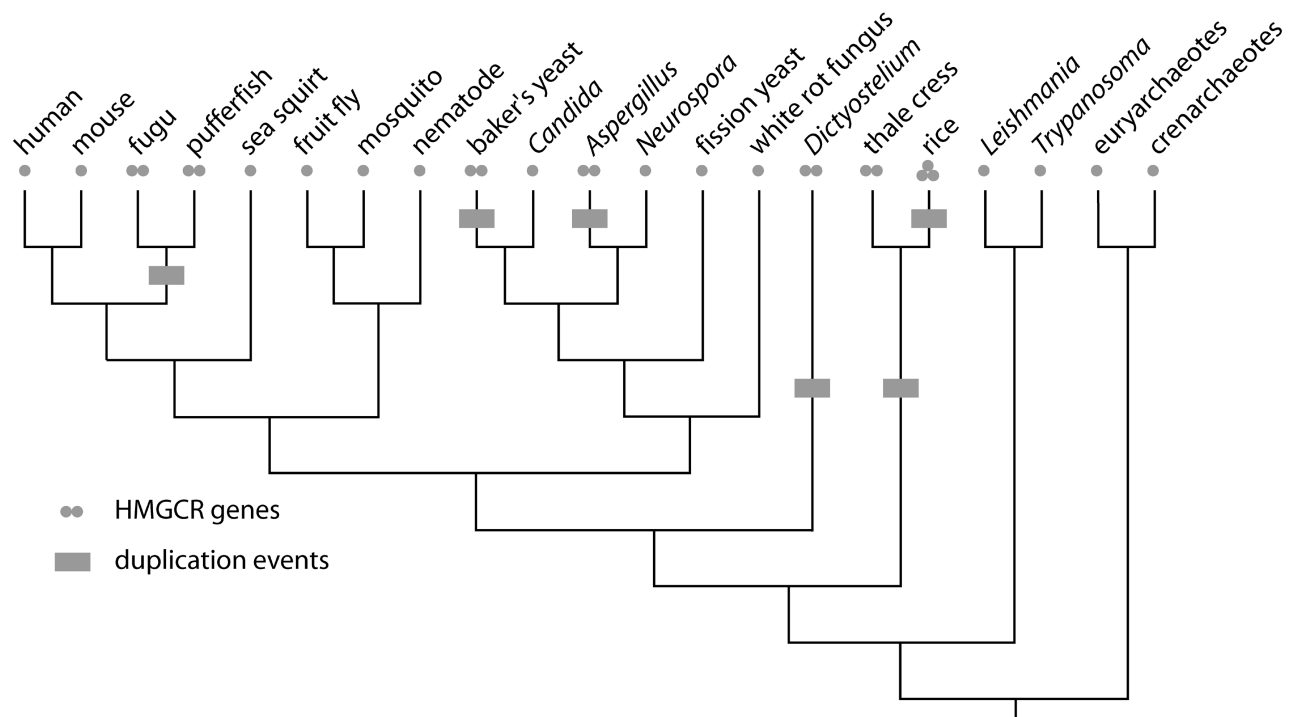 human
mouse
fugu
pufferfish
sea squirt
fruit fly
mosquito
nematode
baker's yeast
Candida
Aspergillus
Neurospora
fission yeast
white rot fungus
Dictyostelium
thale cress
rice
Leishmania
Trypanosoma
euryarchaeotes
crenarchaeotes
HMGCR genes
duplication events